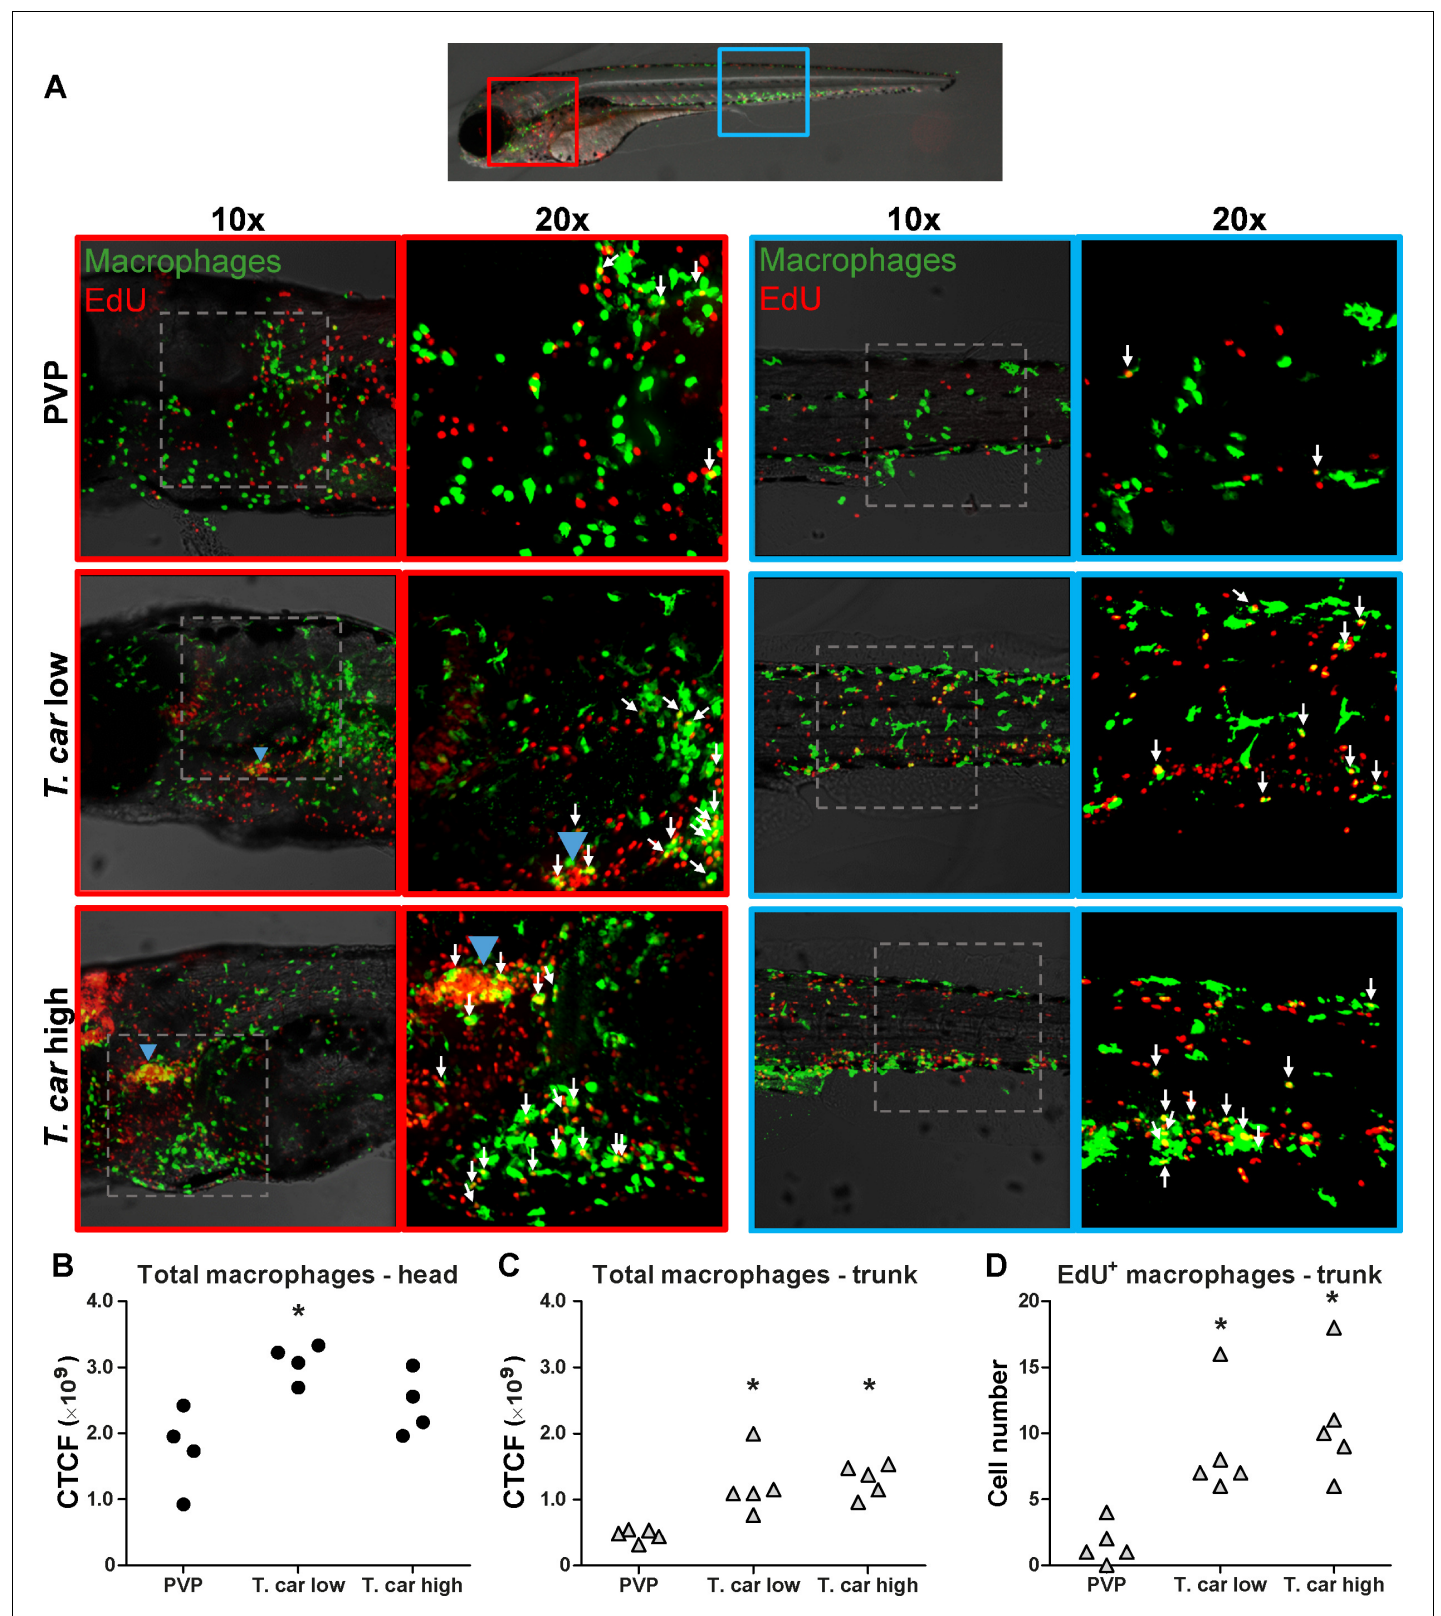 A
10x 20x 10x 20x
Macrophages
EdU
Macrophages
EdU
PVP
T. car low
T. car high
B Total macrophages - head
*
4.0
3.0
2.0
1.0
0
CTCF (×10⁹)
PVP T. car low T. car high
C Total macrophages - trunk
* *
4.0
3.0
2.0
1.0
0
CTCF (×10⁹)
PVP T. car low T. car high
D EdU⁺ macrophages - trunk
* *
20
15
10
5
0
Cell number
PVP T. car low T. car high